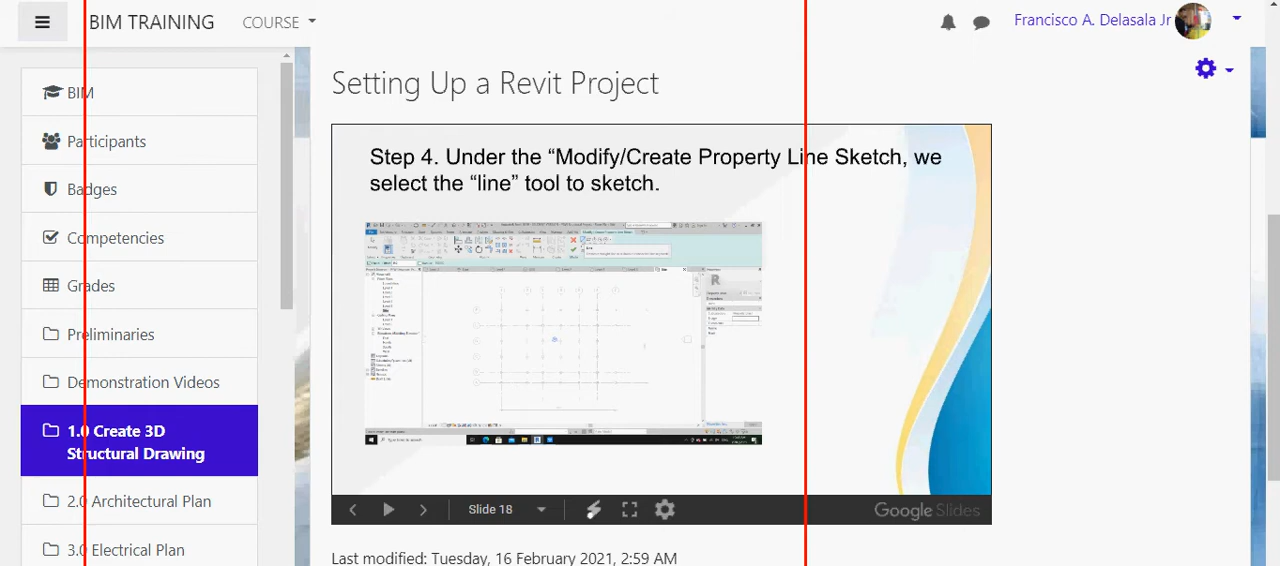 BIM TRAINING
COURSE
Francisco A. Delasala Jr
BIM
Participants
Badges
Competencies
Grades
Preliminaries
Demonstration Videos
1.0 Create 3D
Structural Drawing
2.0 Architectural Plan
3.0 Electrical Plan
Setting Up a Revit Project
Step 4. Under the “Modify/Create Property Line Sketch, we
select the “line” tool to sketch.
Slide 18
Google Slides
Last modified: Tuesday, 16 February 2021, 2:59 AM